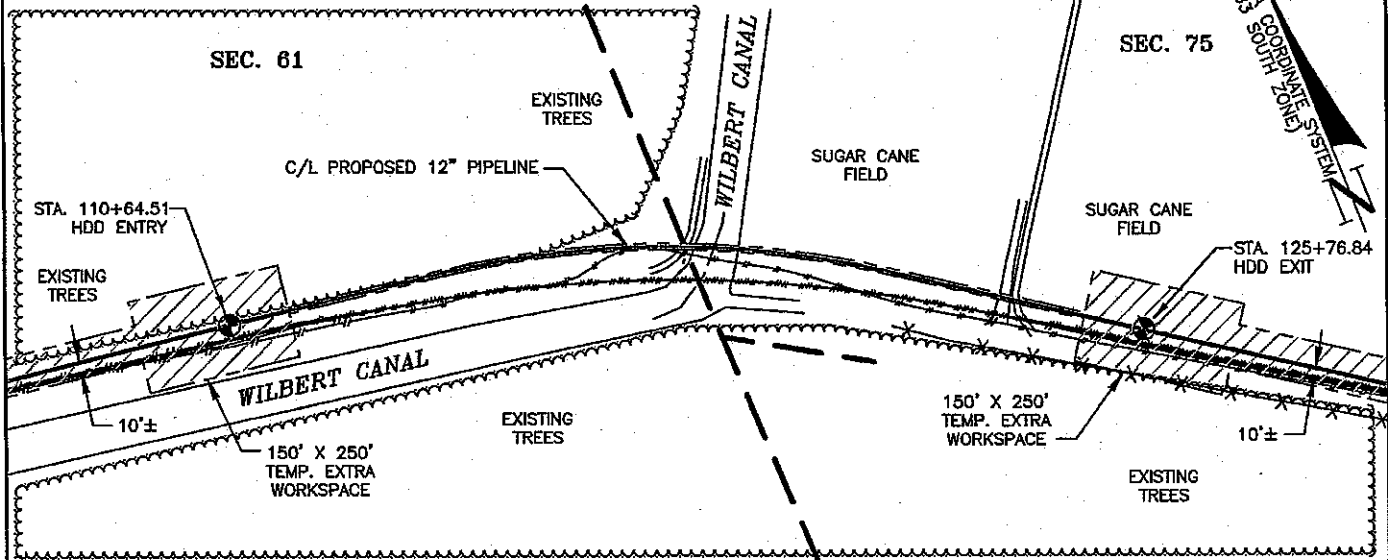 SEC. 61
SEC. 75
COORDINATE SYSTEM
SOUTH ZONE)
EXISTING
TREES
WILBERT CANAL
C/L PROPOSED 12" PIPELINE
SUGAR CANE
FIELD
STA. 110+64.51
HDD ENTRY
SUGAR CANE
FIELD
STA. 125+76.84
HDD EXIT
EXISTING
TREES
WILBERT CANAL
10'±
150' X 250'
TEMP. EXTRA
WORKSPACE
EXISTING
TREES
150' X 250'
TEMP. EXTRA
WORKSPACE
10'±
EXISTING
TREES